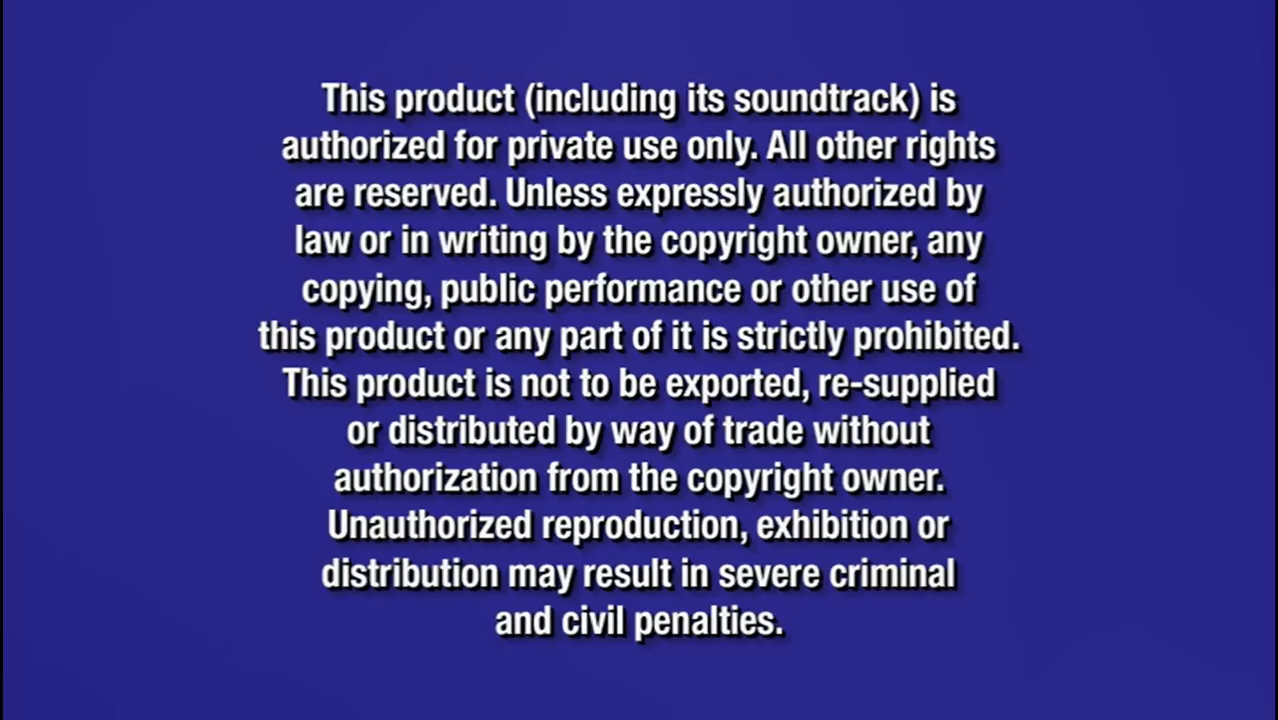 This product (including its soundtrack) is
authorized for private use only. All other rights
are reserved. Unless expressly authorized by
law or in writing by the copyright owner, any
copying, public performance or other use of
this product or any part of it is strictly prohibited.
This product is not to be exported, re-supplied
or distributed by way of trade without
authorization from the copyright owner.
Unauthorized reproduction, exhibition or
distribution may result in severe criminal
and civil penalties.